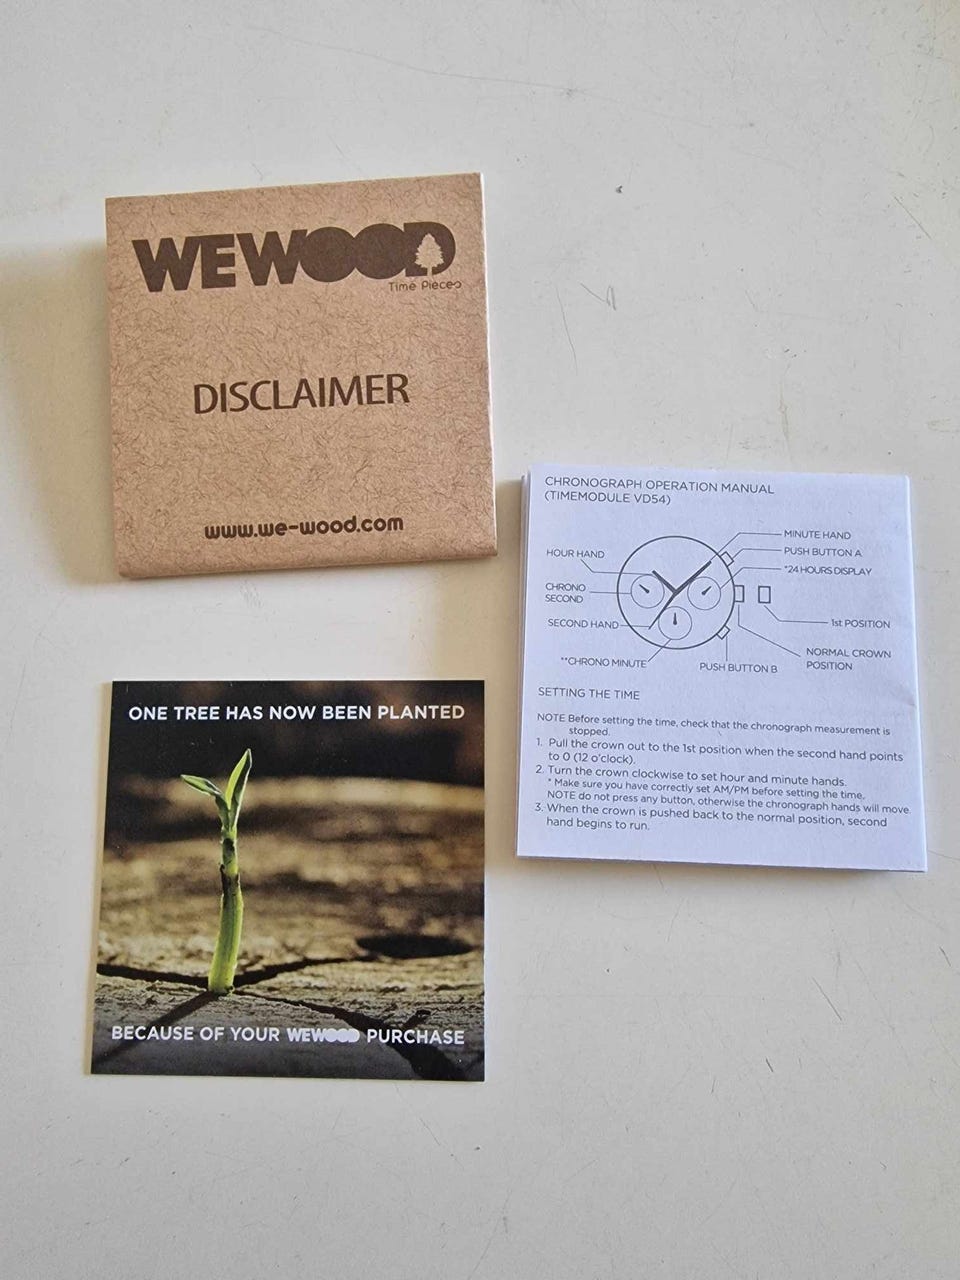 WEWOOD
Time Pieces
DISCLAIMER
www.we-wood.com
CHRONOGRAPH OPERATION MANUAL
(TIMEMODULE VD54)
MINUTE HAND
PUSH BUTTON A
HOUR HAND
*24 HOURS DISPLAY
CHRONO
SECOND
1st POSITION
SECOND HAND
NORMAL CROWN
POSITION
**CHRONO MINUTE
PUSH BUTTON B
SETTING THE TIME
NOTE Before setting the time, check that the chronograph measurement is
stopped.
1. Pull the crown out to the 1st position when the second hand points
to 0 (12 o'clock).
2. Turn the crown clockwise to set hour and minute hands.
* Make sure you have correctly set AM/PM before setting the time.
NOTE do not press any button, otherwise the chronograph hands will move
3. When the crown is pushed back to the normal position, second
hand begins to run.
ONE TREE HAS NOW BEEN PLANTED
BECAUSE OF YOUR WEWOOD PURCHASE